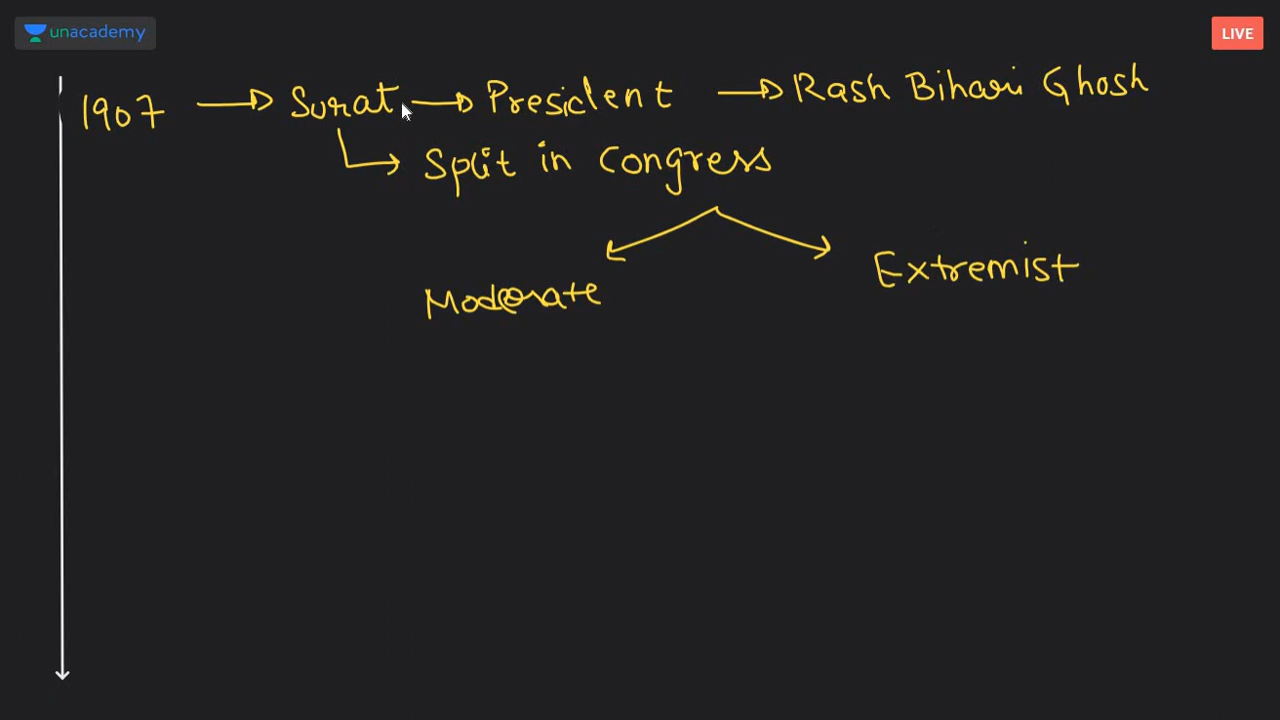 unacademy
LIVE
1907 → Surat → President → Rash Bihari Ghosh
→ Split in Congress
Moderate
Extremist